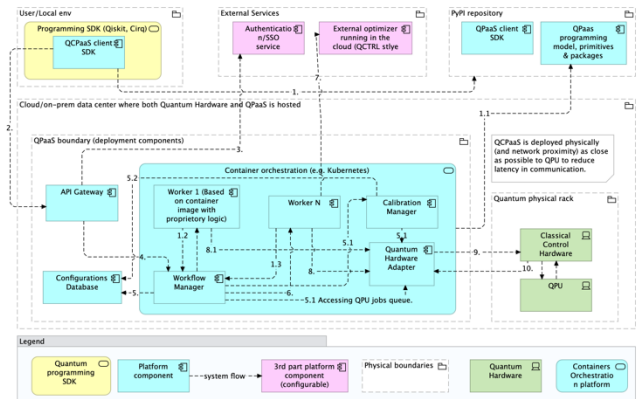 User/Local env
External Services
PyPI repository
Programming SDK (Qiskit, Cirq)
QCPaaS client
SDK
Authenticatio
n/SSO
service
External optimizer
running in the
cloud (QCTRL stlye
QPaaS client
SDK
QPaas
programming
model, primitives
& packages
1.
2.
3.
7.
1.1
Cloud/on-prem data center where both Quantum Hardware and QPaaS is hosted
QPaaS boundary (deployment components)
QCPaaS is deployed physically
(and network proximity) as close
as possible to QPU to reduce
latency in communication.
Container orchestration (e.g. Kubernetes)
5.2
API Gateway
Worker 1 (Based
on container
image with
proprietory logic)
Worker N
Calibration
Manager
Quantum physical rack
Classical
Control
Hardware
1.2
8.1
5.1
5.1
Quantum
Hardware
Adapter
9.
4.
1.3
8.
10.
Configurations
Database
5.
Workflow
Manager
6.
5.1 Accessing QPU jobs queue.
QPU
Legend
Quantum
programming
SDK
Platform
component
system flow
3rd part platform
component
(configurable)
Physical boundaries
Quantum
Hardware
Containers
Orchestratio
n platform